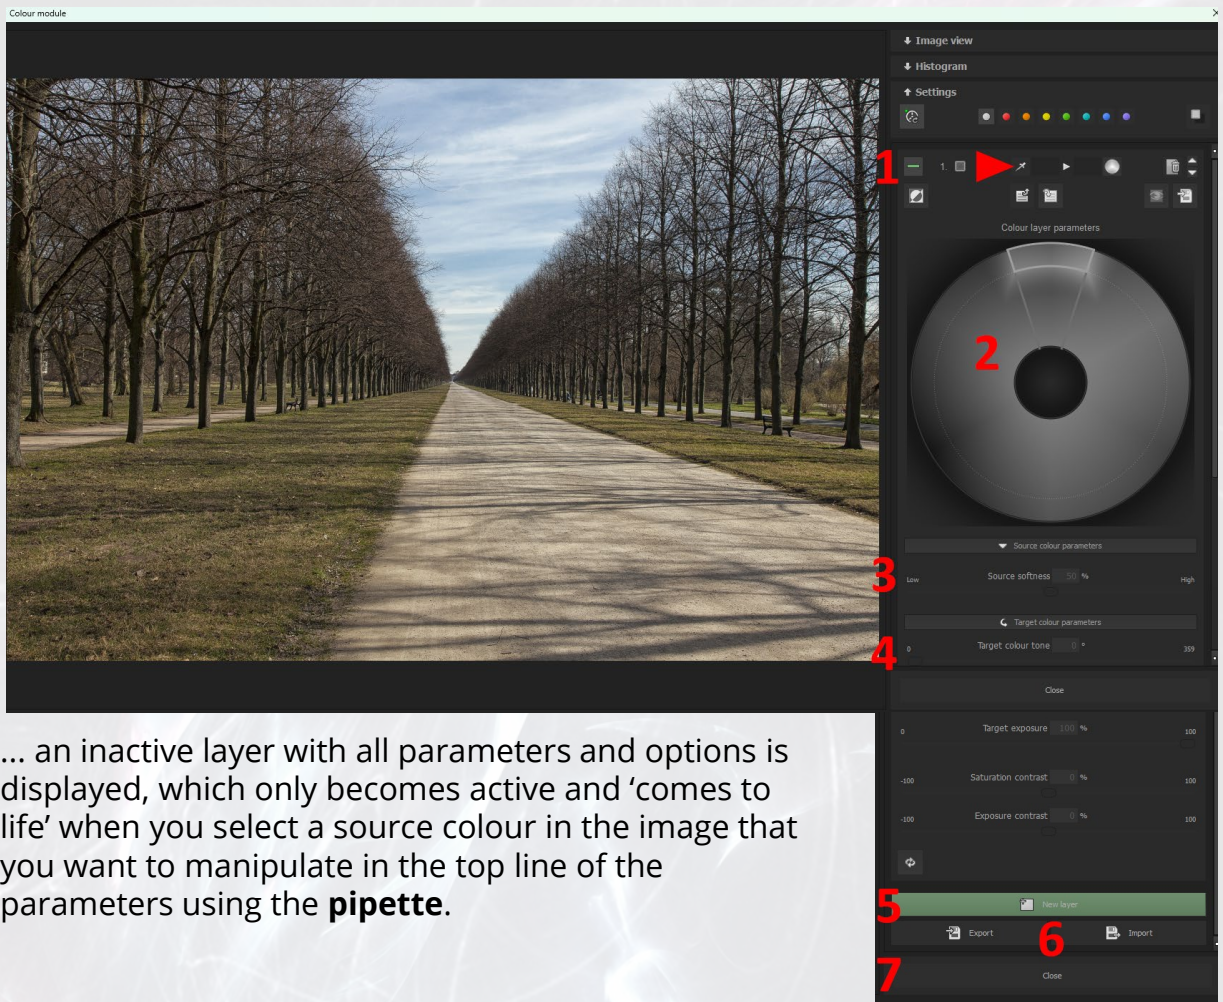 Colour module
Image view
Histogram
Settings
1
1.
Colour layer parameters
2
Source colour parameters
3
Low Source softness 50 % High
Target colour parameters
4
0 Target colour tone 0 ° 359
Close
0 Target exposure 100 % 100
-100 Saturation contrast 0 % 100
-100 Exposure contrast 0 % 100
5
New layer
Export 6 Import
7
Close
... an inactive layer with all parameters and options is
displayed, which only becomes active and ‘comes to
life’ when you select a source colour in the image that
you want to manipulate in the top line of the
parameters using the pipette.